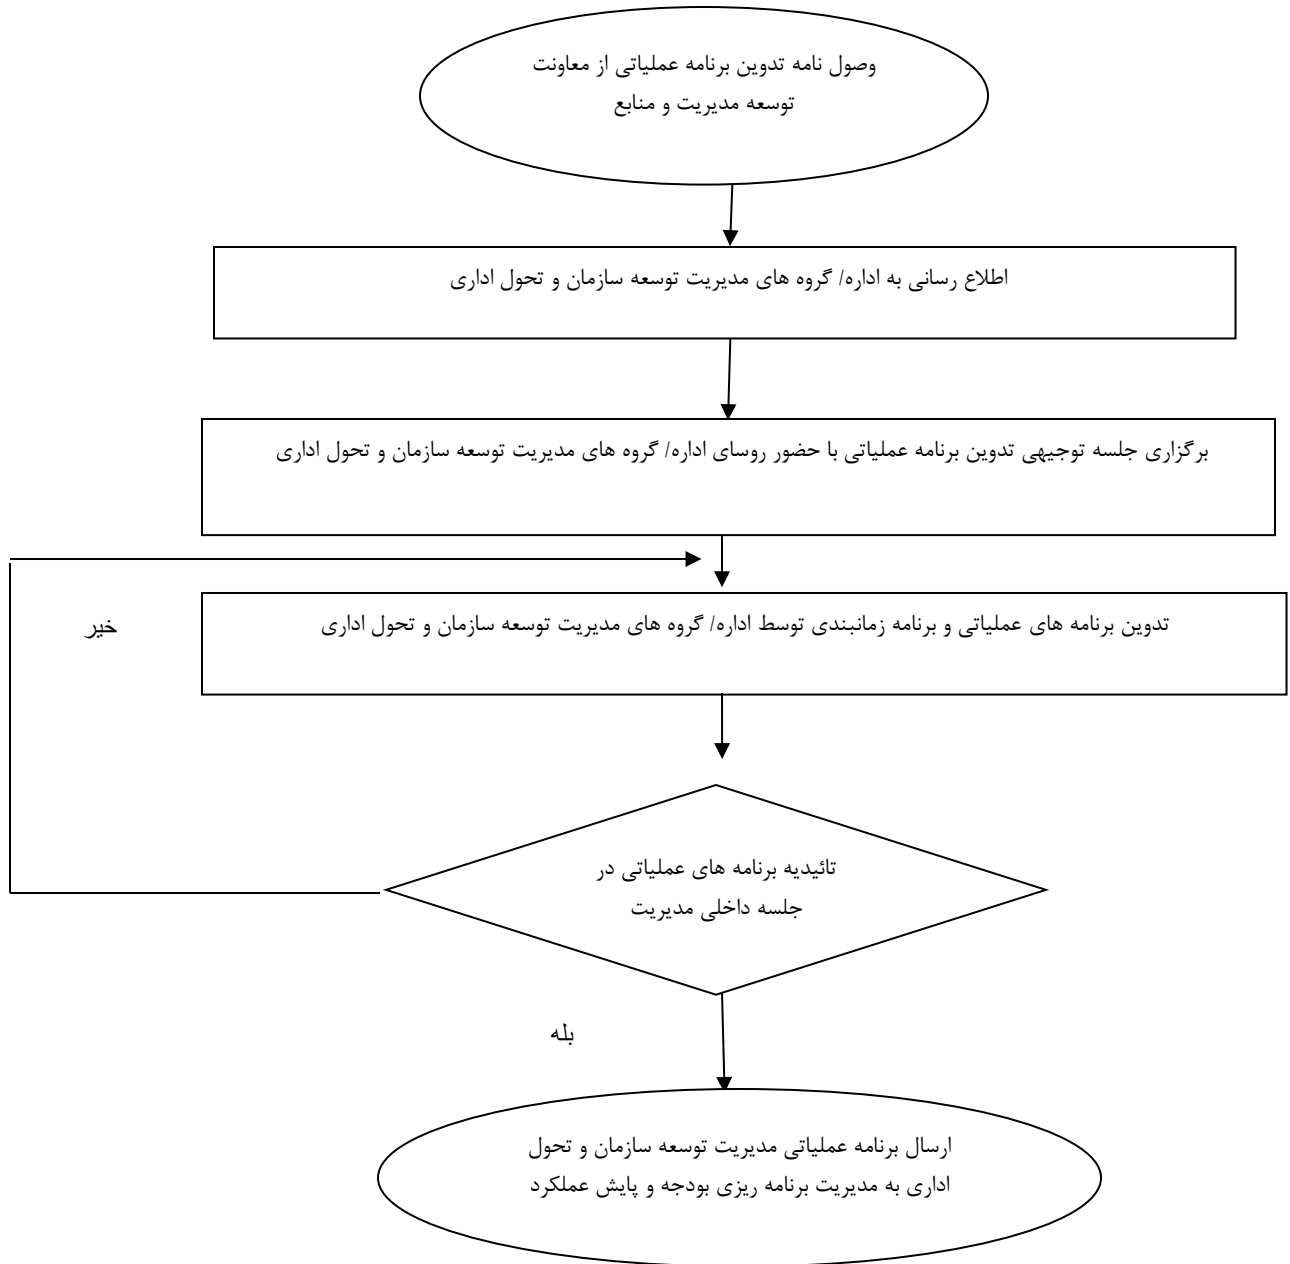 وصول نامه تدوین برنامه عملیاتی از معاونت
توسعه مدیریت و منابع
اطلاع رسانی به اداره/ گروه های مدیریت توسعه سازمان و تحول اداری
برگزاری جلسه توجیهی تدوین برنامه عملیاتی با حضور روسای اداره/ گروه های مدیریت توسعه سازمان و تحول اداری
خیر
تدوین برنامه های عملیاتی و برنامه زمانبندی توسط اداره/ گروه های مدیریت توسعه سازمان و تحول اداری
تائیدیه برنامه های عملیاتی در
جلسه داخلی مدیریت
بله
ارسال برنامه عملیاتی مدیریت توسعه سازمان و تحول
اداری به مدیریت برنامه ریزی بودجه و پایش عملکرد